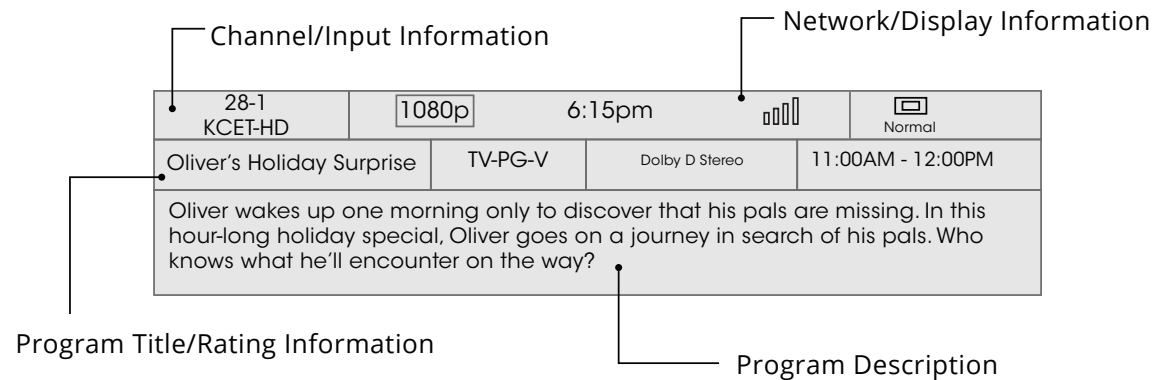 Channel/Input Information
Network/Display Information
28-1
KCET-HD
1080p
6:15pm
Normal
Oliver's Holiday Surprise
TV-PG-V
Dolby D Stereo
11:00AM - 12:00PM
Oliver wakes up one morning only to discover that his pals are missing. In this
hour-long holiday special, Oliver goes on a journey in search of his pals. Who
knows what he'll encounter on the way?
Program Title/Rating Information
Program Description